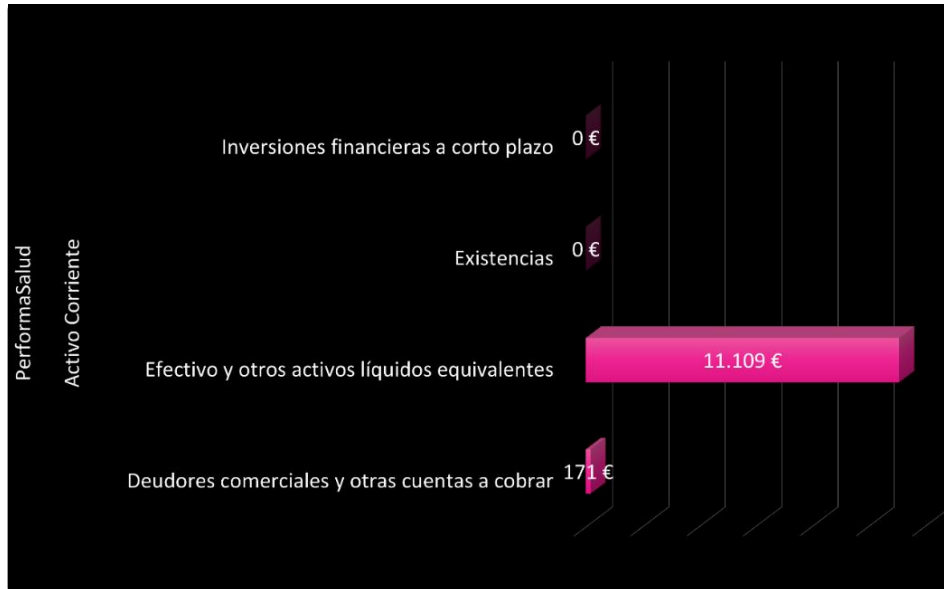 PerformaSalud
Activo Corriente
Inversiones financieras a corto plazo 0 €
Existencias 0 €
Efectivo y otros activos líquidos equivalentes 11.109 €
Deudores comerciales y otras cuentas a cobrar 171 €